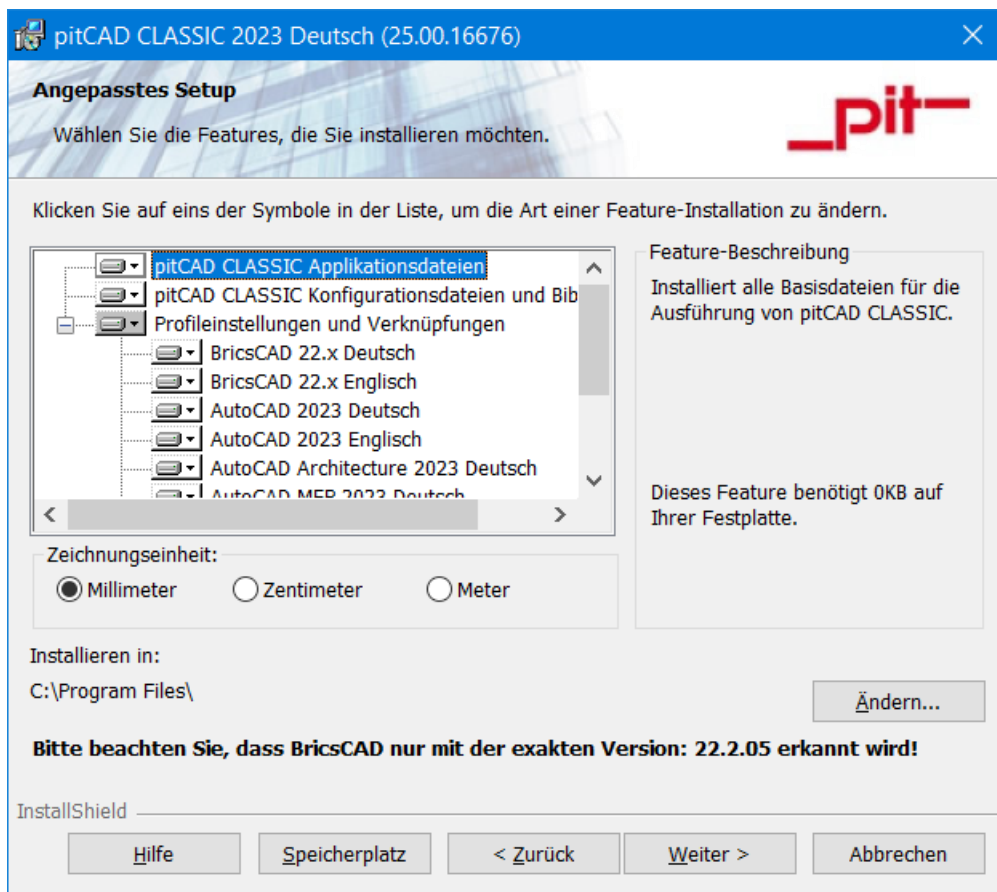 pitCAD CLASSIC 2023 Deutsch (25.00.16676)
Angepasstes Setup
Wählen Sie die Features, die Sie installieren möchten.
_pit
Klicken Sie auf eins der Symbole in der Liste, um die Art einer Feature-Installation zu ändern.
pitCAD CLASSIC Applikationsdateien
pitCAD CLASSIC Konfigurationsdateien und Bib
Profileinstellungen und Verknüpfungen
BricsCAD 22.x Deutsch
BricsCAD 22.x Englisch
AutoCAD 2023 Deutsch
AutoCAD 2023 Englisch
AutoCAD Architecture 2023 Deutsch
AutoCAD MEP 2023 Deutsch
Feature-Beschreibung
Installiert alle Basisdateien für die
Ausführung von pitCAD CLASSIC.
Dieses Feature benötigt 0KB auf
Ihrer Festplatte.
Zeichnungseinheit:
Millimeter Zentimeter Meter
Installieren in:
C:\Program Files\
Ändern...
Bitte beachten Sie, dass BricsCAD nur mit der exakten Version: 22.2.05 erkannt wird!
InstallShield
Hilfe Speicherplatz < Zurück Weiter > Abbrechen